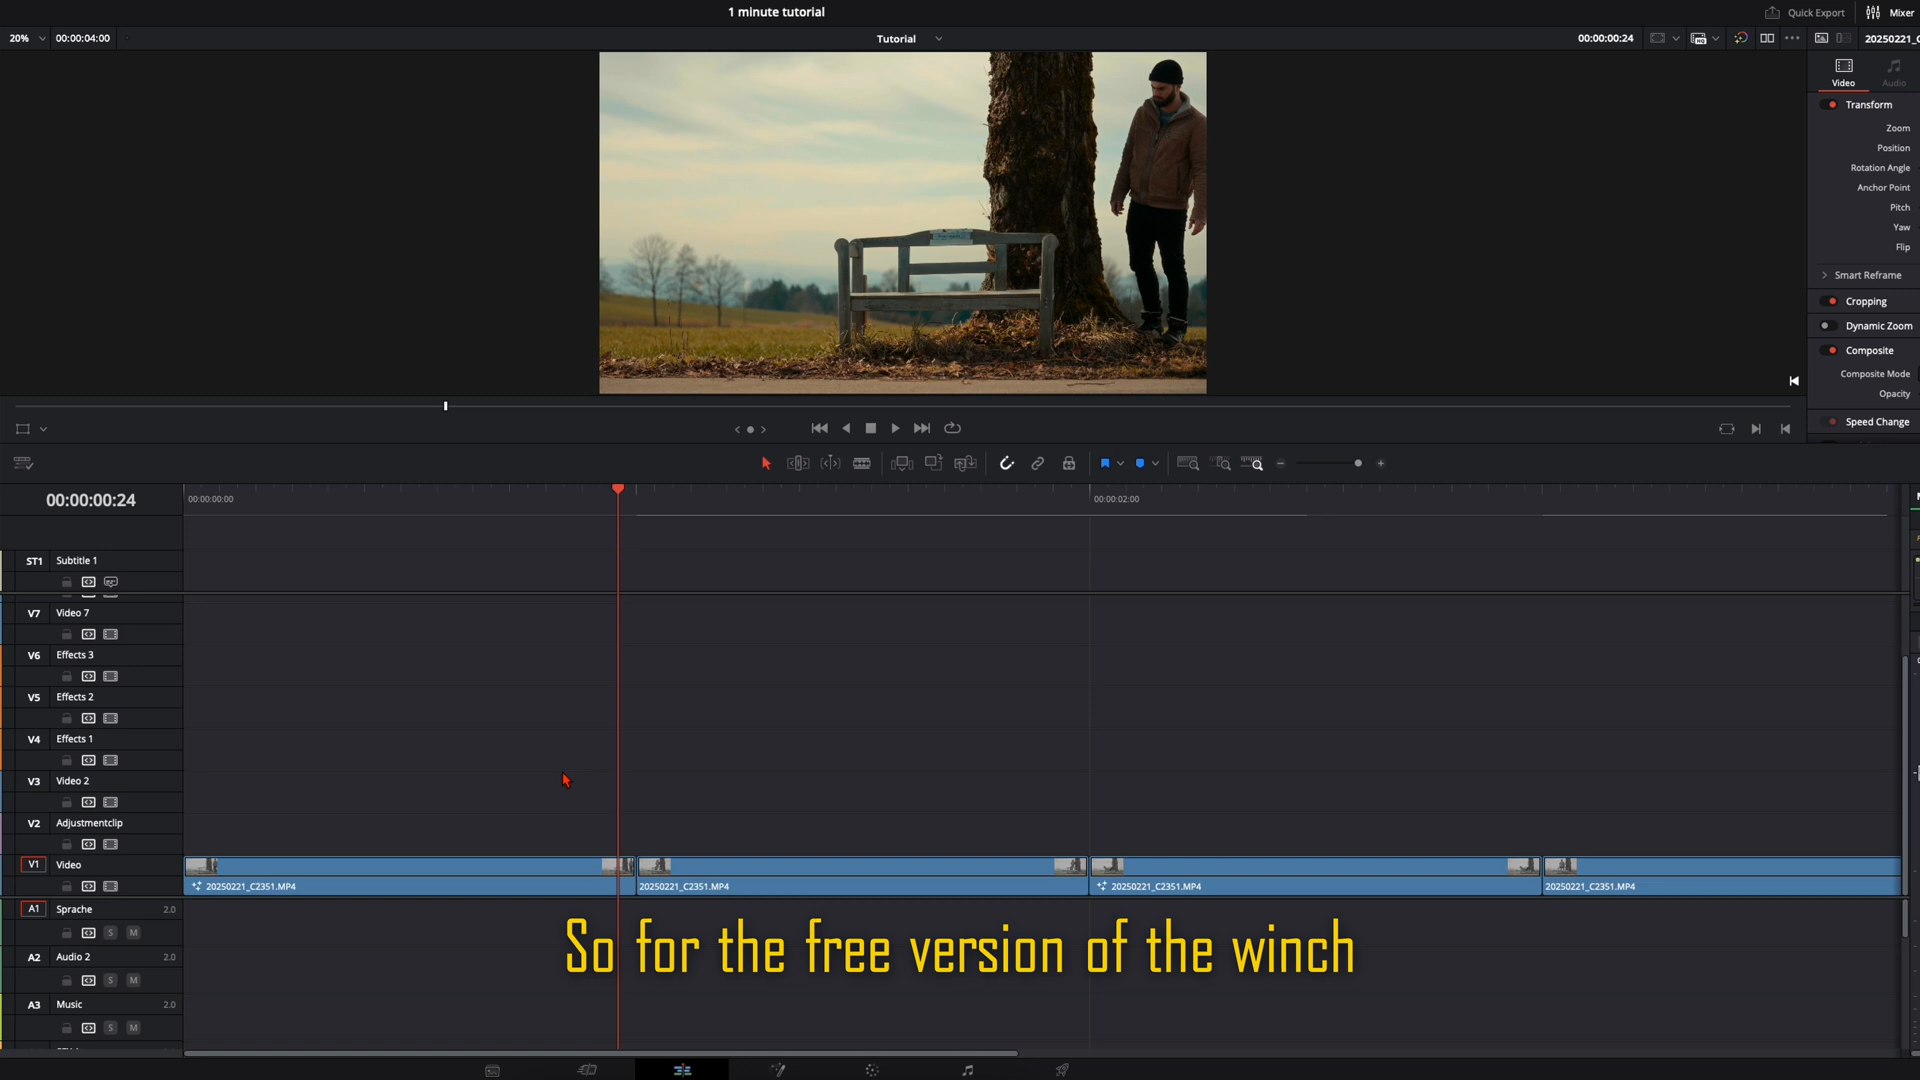 1 minute tutorial
Quick Export
Mixer
20%
00:00:04:00
Tutorial
00:00:00:24
Video
Audio
Transform
Zoom
Position
Rotation Angle
Anchor Point
Pitch
Yaw
Flip
Smart Reframe
Cropping
Dynamic Zoom
Composite
Composite Mode
Opacity
Speed Change
00:00:00:24
00:00:00:00
00:00:02:00
ST1 Subtitle 1
V7 Video 7
V6 Effects 3
V5 Effects 2
V4 Effects 1
V3 Video 2
V2 Adjustmentclip
V1 Video
20250221_C2351.MP4
20250221_C2351.MP4
20250221_C2351.MP4
20250221_C2351.MP4
A1 Sprache 2.0
S M
So for the free version of the winch
A2 Audio 2 2.0
S M
A3 Music 2.0
S M